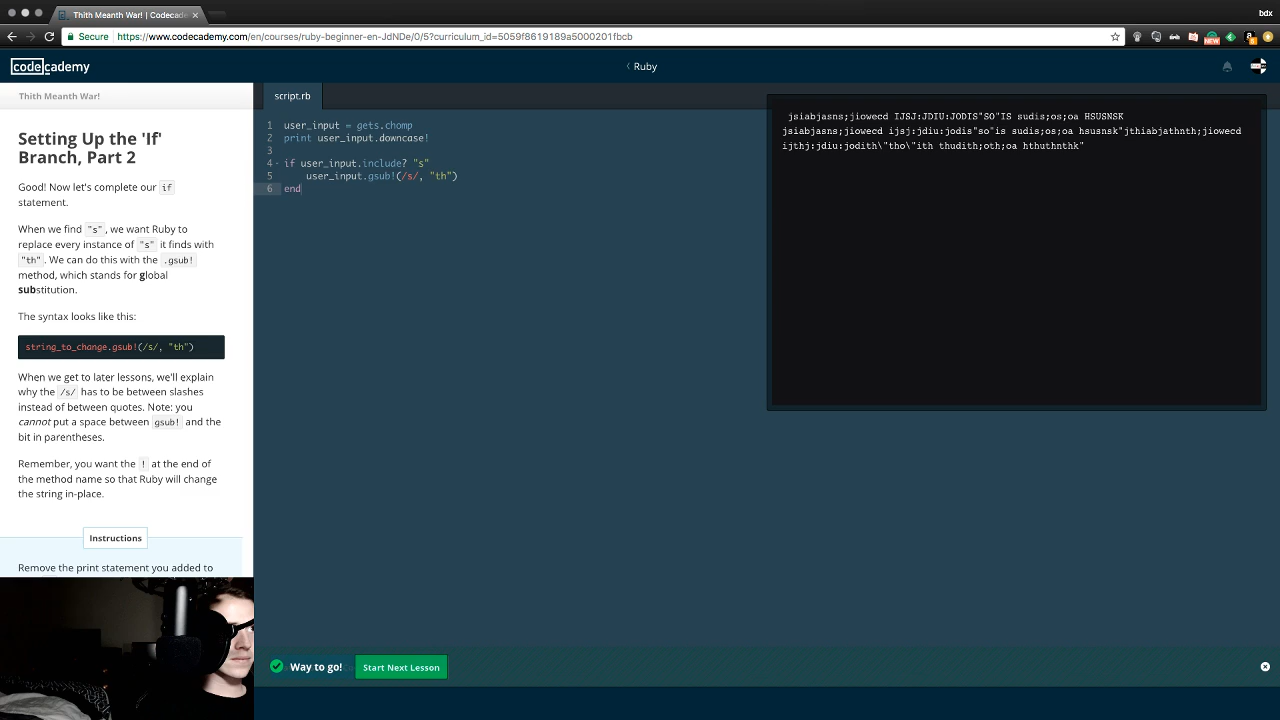 Thith Meanth War! | Codecade
bdx
Secure
https://www.codecademy.com/en/courses/ruby-beginner-en-JdNDe/0/5?curriculum_id=5059f8619189a5000201fbcb
NEW
codecademy
Ruby
Thith Meanth War!
script.rb
Setting Up the 'If'
Branch, Part 2
Good! Now let's complete our if
statement.
When we find "s", we want Ruby to
replace every instance of "s" it finds with
"th". We can do this with the .gsub!
method, which stands for global
substitution.
The syntax looks like this:
string_to_change.gsub!(/s/, "th")
When we get to later lessons, we'll explain
why the /s/ has to be between slashes
instead of between quotes. Note: you
cannot put a space between gsub! and the
bit in parentheses.
Remember, you want the ! at the end of
the method name so that Ruby will change
the string in-place.
Instructions
Remove the print statement you added to
1 user_input = gets.chomp
2 print user_input.downcase!
3
4 if user_input.include? "s"
5 user_input.gsub!(/s/, "th")
6 end
jsiabjasns;jiowecd IJSJ:JDIU:JODIS"SO"IS sudis;os;oa HSUSNSK
jsiabjasns;jiowecd ijsj:jdiu:jodis"so"is sudis;os;oa hsusnsk"jthiabjathnth;jiowecd
ijthj:jdiu:jodith\"tho\"ith thudith;oth;oa hthuthnthk"
Way to go!
Start Next Lesson